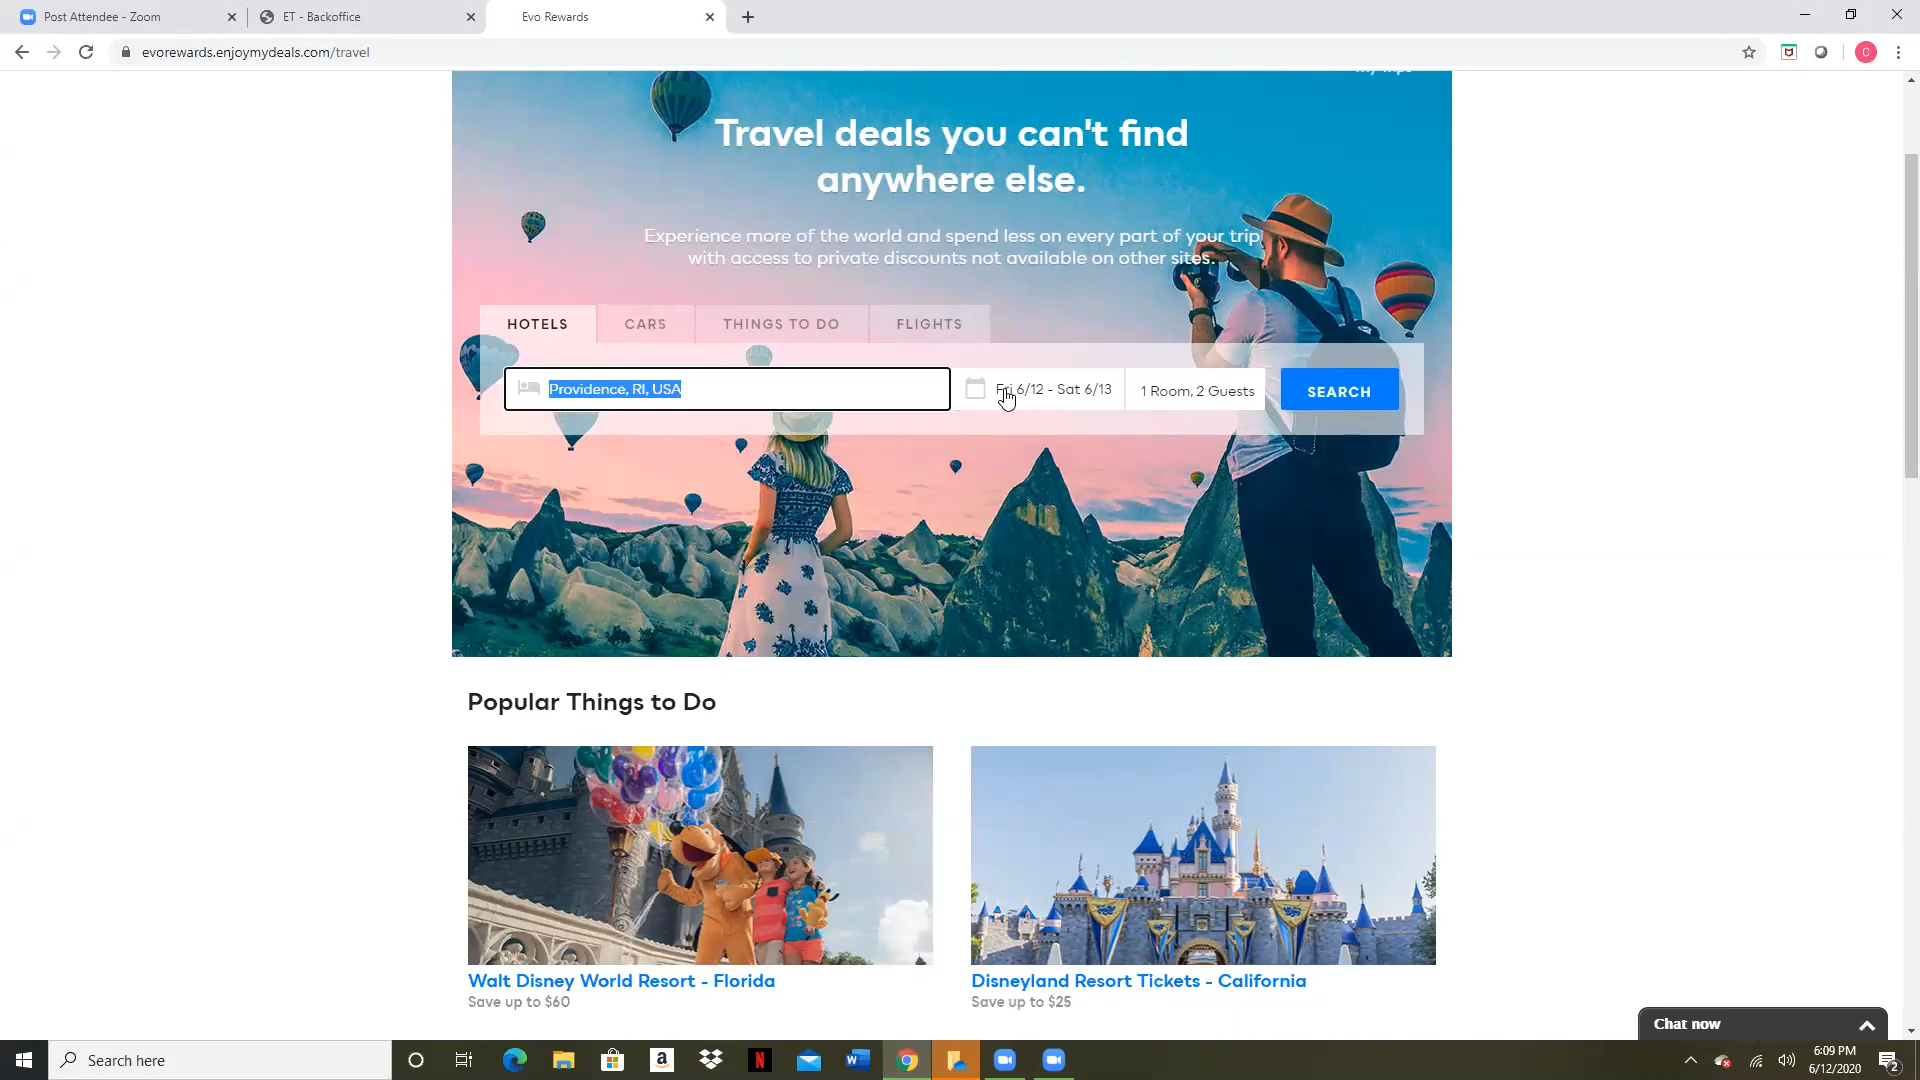 Post Attendee - Zoom
ET - Backoffice
Evo Rewards
evorewards.enjoymydeals.com/travel
C
Travel deals you can't find
anywhere else.
Experience more of the world and spend less on every part of your trip
with access to private discounts not available on other sites.
HOTELS
CARS
THINGS TO DO
FLIGHTS
Providence, RI, USA
Fri 6/12 - Sat 6/13
1 Room, 2 Guests
SEARCH
Popular Things to Do
Walt Disney World Resort - Florida
Save up to $60
Disneyland Resort Tickets - California
Save up to $25
Chat now
Search here
6:09 PM
6/12/2020
2